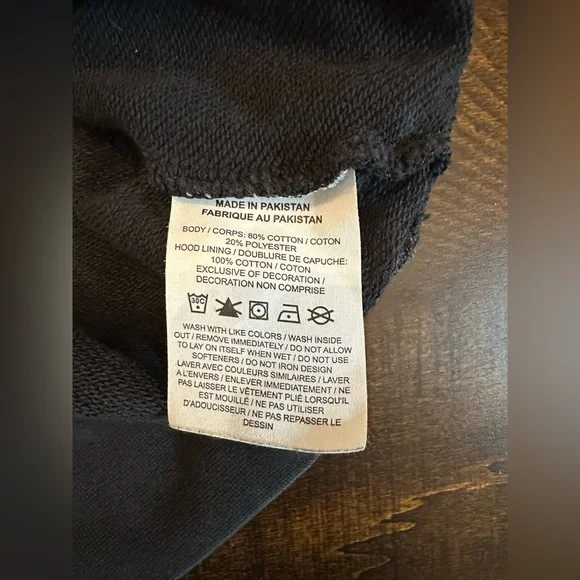 MADE IN PAKISTAN
FABRIQUE AU PAKISTAN
BODY / CORPS: 80% COTTON / COTON
20% POLYESTER
HOOD LINING / DOUBLURE DE CAPUCHE:
100% COTTON / COTON
EXCLUSIVE OF DECORATION /
DECORATION NON COMPRISE
30C
WASH WITH LIKE COLORS / WASH INSIDE
OUT / REMOVE IMMEDIATELY / DO NOT ALLOW
TO LAY ON ITSELF WHEN WET / DO NOT USE
SOFTENERS / DO NOT IRON DESIGN
LAVER AVEC COULEURS SIMILAIRES / LAVER
A L'ENVERS / ENLEVER IMMEDIATEMENT / NE
PAS LAISSER LE VÊTEMENT PLIÉ LORSQU'IL
EST MOUILLÉ / NE PAS UTILISER
D'ADOUCISSEUR / NE PAS REPASSER LE
DESSIN